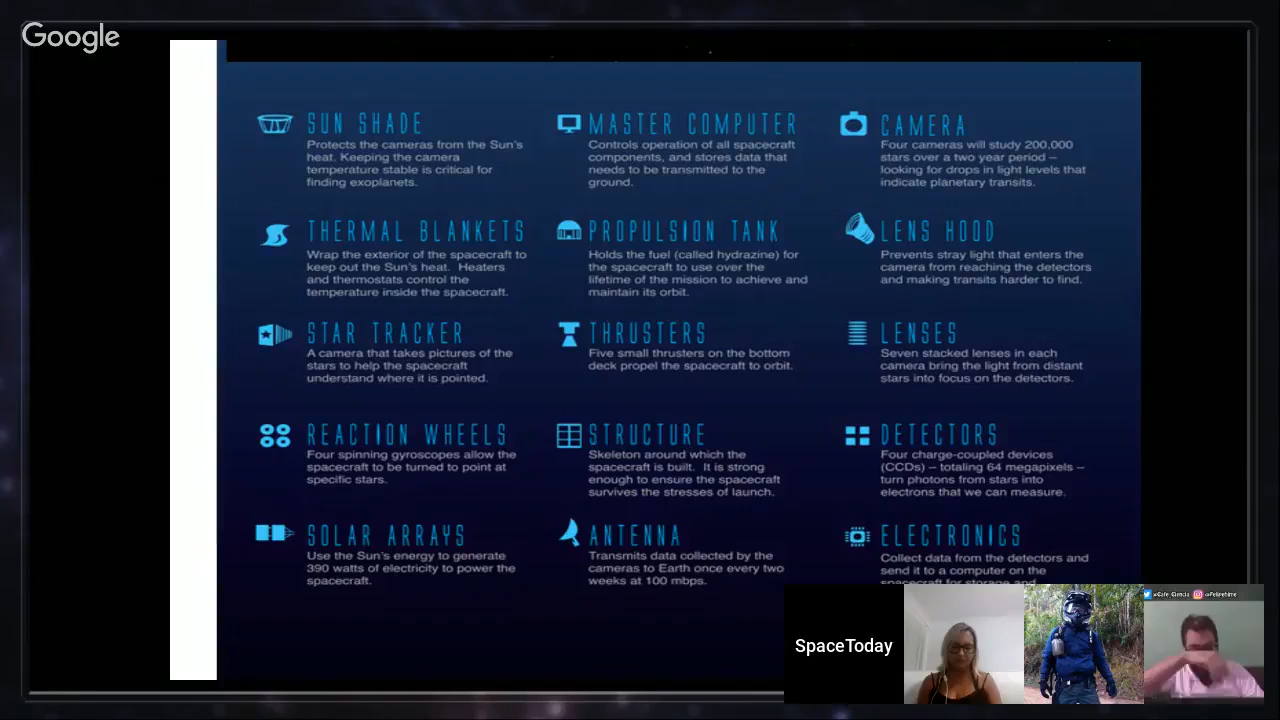 Google
SUN SHADE
Protects the cameras from the Sun's
heat. Keeping the camera
temperature stable is critical for
finding exoplanets.
MASTER COMPUTER
Controls operation of all spacecraft
components, and stores data that
needs to be transmitted to the
ground.
CAMERA
Four cameras will study 200,000
stars over a two year period –
looking for drops in light levels that
indicate planetary transits.
THERMAL BLANKETS
Wrap the exterior of the spacecraft to
keep out the Sun's heat. Heaters
and thermostats control the
temperature inside the spacecraft.
PROPULSION TANK
Holds the fuel (called hydrazine) for
the spacecraft to use over the
lifetime of the mission to achieve and
maintain its orbit.
LENS HOOD
Prevents stray light that enters the
camera from reaching the detectors
and making transits harder to find.
STAR TRACKER
A camera that takes pictures of the
stars to help the spacecraft
understand where it is pointed.
THRUSTERS
Five small thrusters on the bottom
deck propel the spacecraft to orbit.
LENSES
Seven stacked lenses in each
camera bring the light from distant
stars into focus on the detectors.
REACTION WHEELS
Four spinning gyroscopes allow the
spacecraft to be turned to point at
specific stars.
STRUCTURE
Skeleton around which the
spacecraft is built. It is strong
enough to ensure the spacecraft
survives the stresses of launch.
DETECTORS
Four charge-coupled devices
(CCDs) – totaling 64 megapixels –
turn photons from stars into
electrons that we can measure.
SOLAR ARRAYS
Use the Sun's energy to generate
390 watts of electricity to power the
spacecraft.
ANTENNA
Transmits data collected by the
cameras to Earth once every two
weeks at 100 mbps.
ELECTRONICS
Collect data from the detectors and
send it to a computer on the
spacecraft for storage and
SpaceToday